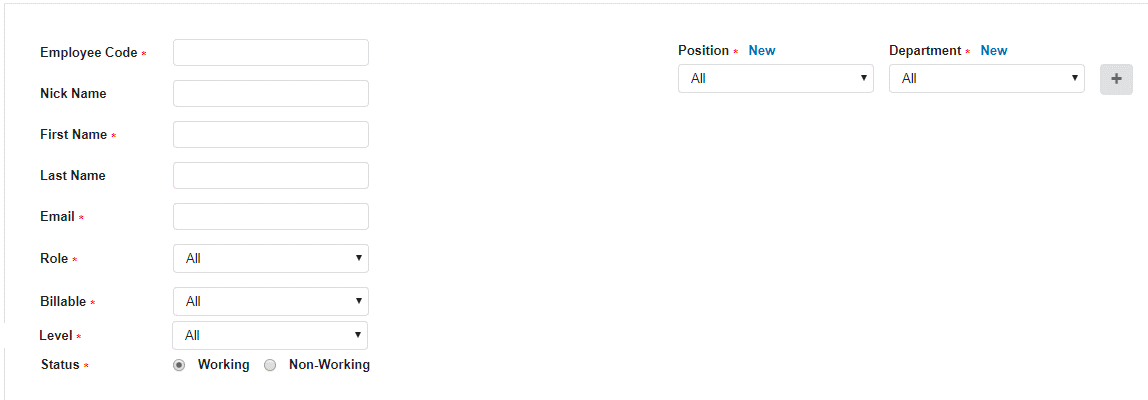 Employee Code *
Nick Name
First Name *
Last Name
Email *
Role * All
Billable * All
Level * All
Status * Working Non-Working
Position * New Department * New
All All +